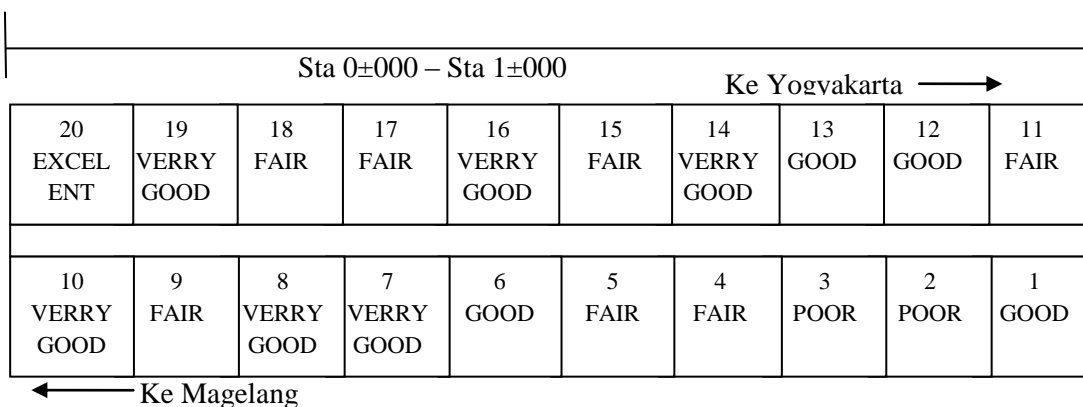 Sta 0±000 – Sta 1±000
Ke Yogyakarta
20 19 18 17 16 15 14 13 12 11
EXCEL VERRY FAIR FAIR VERRY FAIR VERRY GOOD GOOD FAIR
ENT GOOD GOOD GOOD
10 9 8 7 6 5 4 3 2 1
VERRY FAIR VERRY VERRY GOOD FAIR FAIR POOR POOR GOOD
GOOD GOOD GOOD
Ke Magelang